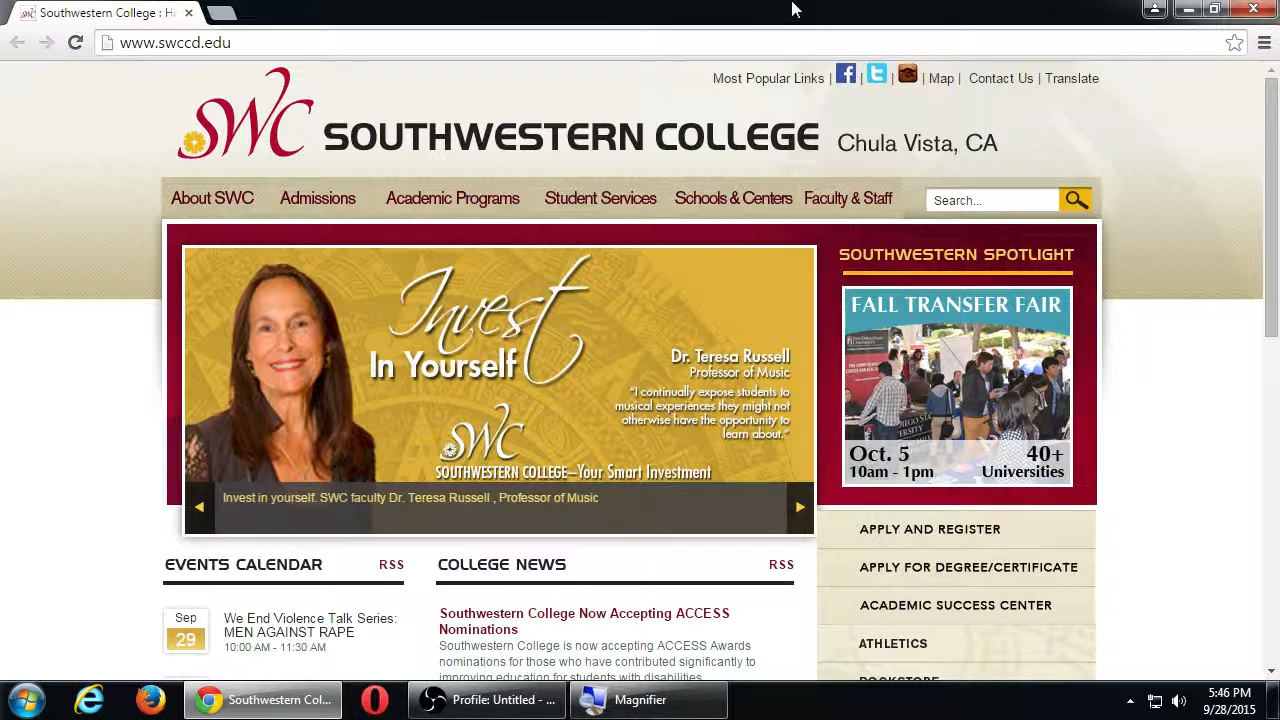 Southwestern College : H
www.swccd.edu
Most Popular Links | | | | Map | Contact Us | Translate
SWC SOUTHWESTERN COLLEGE Chula Vista, CA
About SWC Admissions Academic Programs Student Services Schools & Centers Faculty & Staff Search...
SOUTHWESTERN SPOTLIGHT
Invest
In Yourself
Dr. Teresa Russell
Professor of Music
"I continually expose students to
musical experiences they might not
otherwise have the opportunity to
learn about."
SWC
SOUTHWESTERN COLLEGE—Your Smart Investment
Invest in yourself. SWC faculty Dr. Teresa Russell , Professor of Music
FALL TRANSFER FAIR
Oct. 5 40+
10am - 1pm Universities
APPLY AND REGISTER
APPLY FOR DEGREE/CERTIFICATE
ACADEMIC SUCCESS CENTER
ATHLETICS
BOOKSTORE
EVENTS CALENDAR RSS
Sep
29
We End Violence Talk Series:
MEN AGAINST RAPE
10:00 AM - 11:30 AM
COLLEGE NEWS RSS
Southwestern College Now Accepting ACCESS
Nominations
Southwestern College is now accepting ACCESS Awards
nominations for those who have contributed significantly to
improving education for students with disabilities.
Southwestern Col... Profile: Untitled - ... Magnifier
5:46 PM
9/28/2015